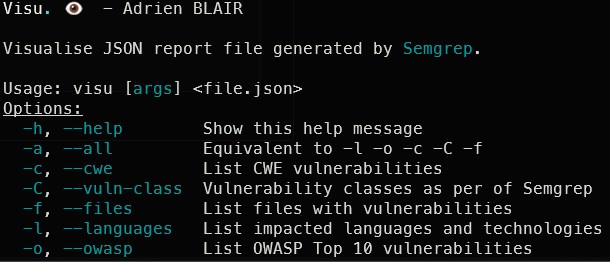 Visu. 👁 – Adrien BLAIR
Visualise JSON report file generated by Semgrep.
Usage: visu [args] <file.json>
Options:
-h, --help Show this help message
-a, --all Equivalent to -l -o -c -C -f
-c, --cwe List CWE vulnerabilities
-C, --vuln-class Vulnerability classes as per of Semgrep
-f, --files List files with vulnerabilities
-l, --languages List impacted languages and technologies
-o, --owasp List OWASP Top 10 vulnerabilities